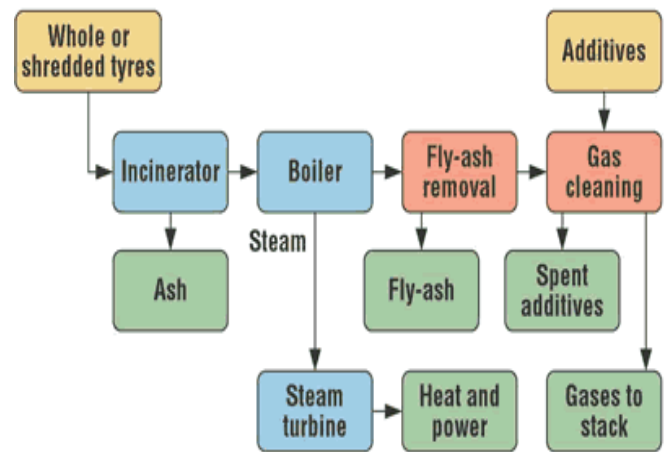 Whole or
shredded tyres
Additives
Incinerator
Boiler
Fly-ash
removal
Gas
cleaning
Steam
Ash
Fly-ash
Spent
additives
Steam
turbine
Heat and
power
Gases to
stack